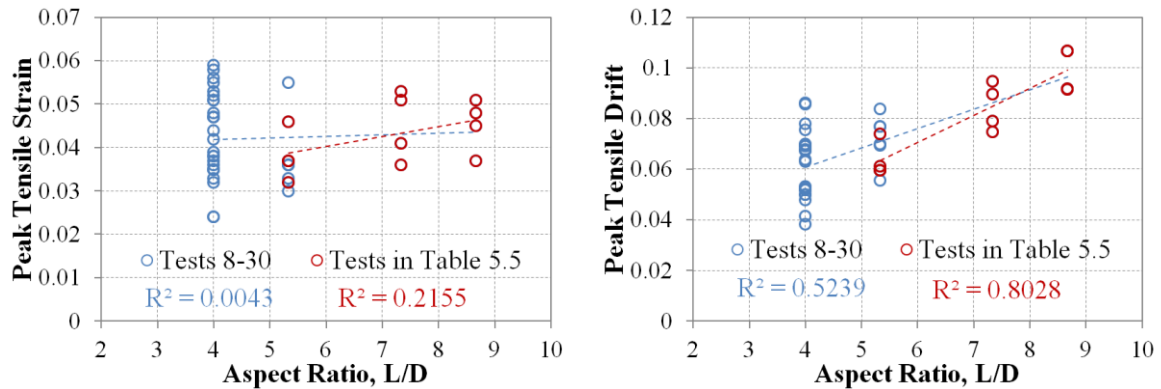 Peak Tensile Strain
0.07
0.06
0.05
0.04
0.03
0.02
0.01
0
Tests 8-30 Tests in Table 5.5
R² = 0.0043 R² = 0.2155
2 3 4 5 6 7 8 9 10
Aspect Ratio, L/D
Peak Tensile Drift
0.12
0.1
0.08
0.06
0.04
0.02
0
Tests 8-30 Tests in Table 5.5
R² = 0.5239 R² = 0.8028
2 3 4 5 6 7 8 9 10
Aspect Ratio, L/D